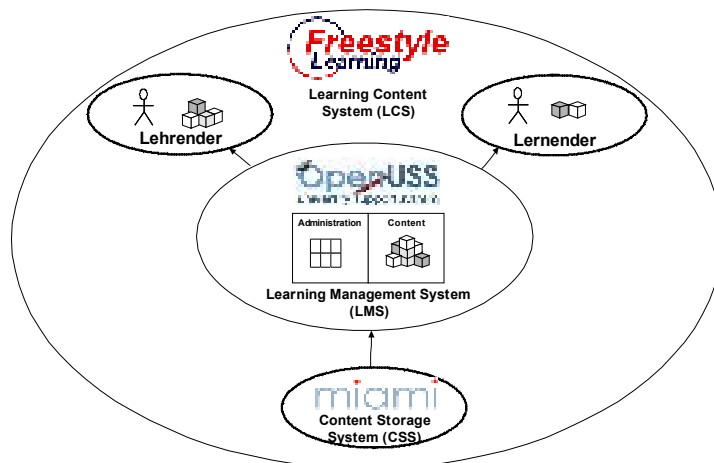 Freestyle
Learning
Learning Content
System (LCS)
Lehrender
Lernender
OpenUSS
Administration
Content
Learning Management System
(LMS)
miami
Content Storage
System (CSS)